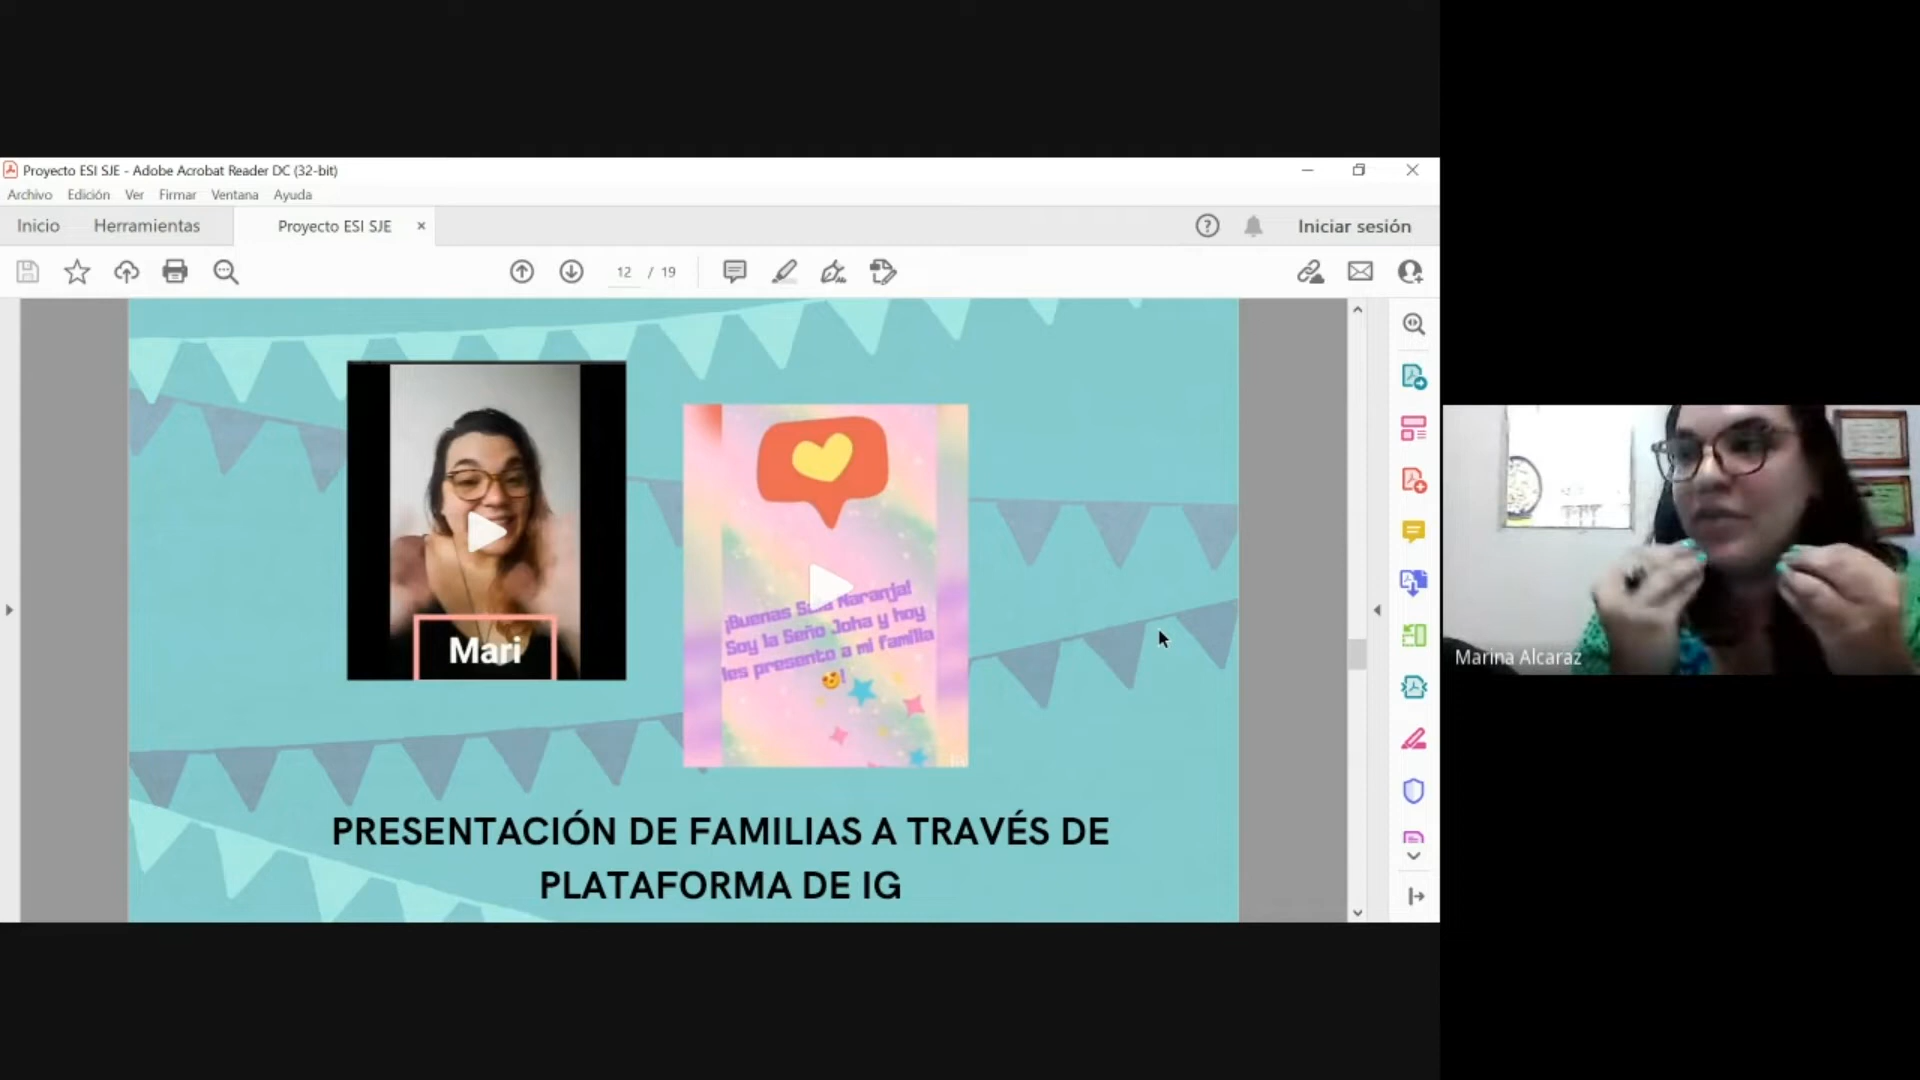 Proyecto ESI SJE - Adobe Acrobat Reader DC (32-bit)
Archivo Edición Ver Firmar Ventana Ayuda
Inicio Herramientas Proyecto ESI SJE × Iniciar sesión
12 / 19
Mari
¡Buenas Sala Naranja!
Soy la Seño Joha y hoy
les presento a mi familia
!
PRESENTACIÓN DE FAMILIAS A TRAVÉS DE
PLATAFORMA DE IG
Marina Alcaraz